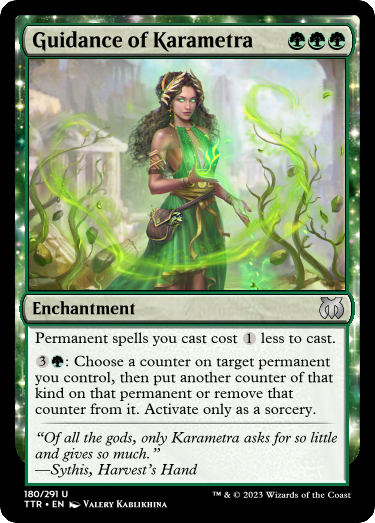 Guidance of Karametra
Enchantment
Permanent spells you cast cost 1 less to cast.
3: Choose a counter on target permanent
you control, then put another counter of that
kind on that permanent or remove that
counter from it. Activate only as a sorcery.
“Of all the gods, only Karametra asks for so little
and gives so much.”
—Sythis, Harvest's Hand
180/291 U
TTR • EN VALERY KABLIKHINA
™ & © 2023 Wizards of the Coast